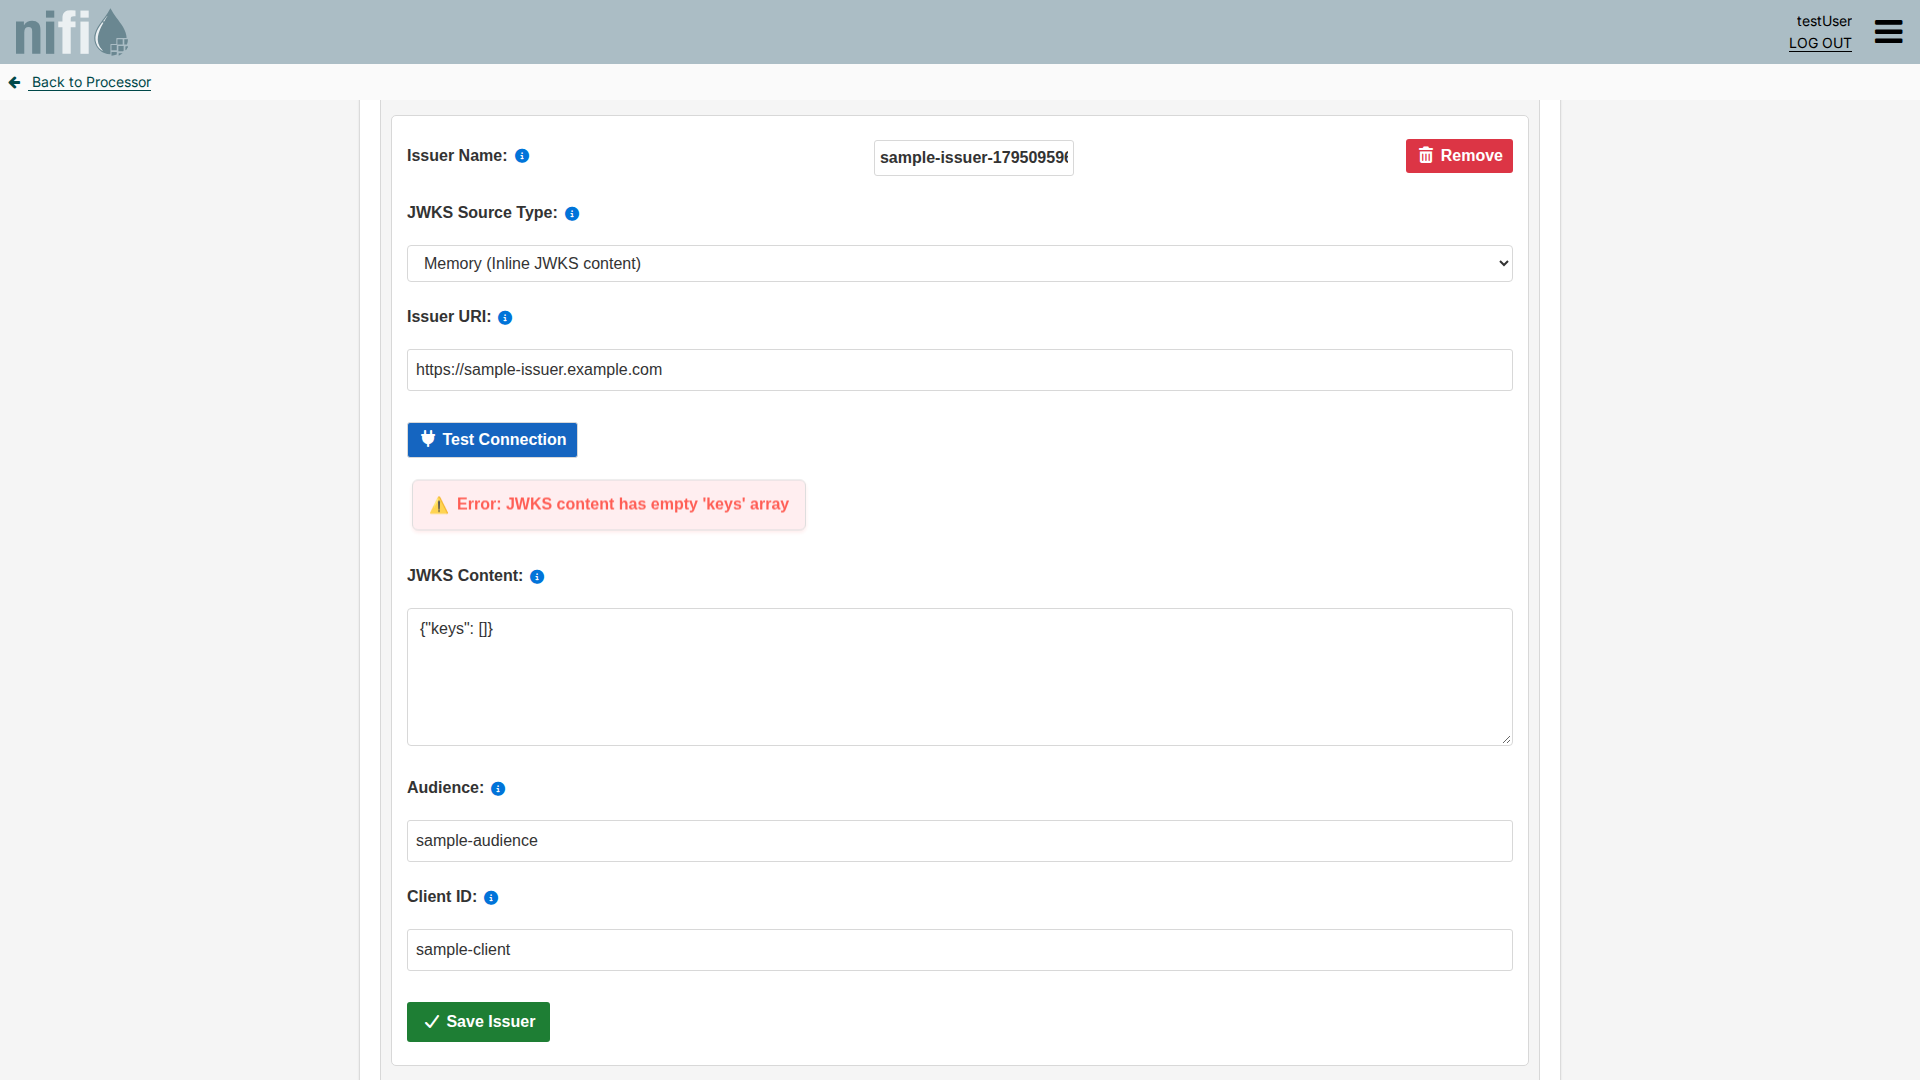 nifi
testUser
LOG OUT
Back to Processor
Issuer Name:
sample-issuer-179509596
Remove
JWKS Source Type:
Memory (Inline JWKS content)
Issuer URI:
https://sample-issuer.example.com
Test Connection
Error: JWKS content has empty 'keys' array
JWKS Content:
{"keys": []}
Audience:
sample-audience
Client ID:
sample-client
Save Issuer